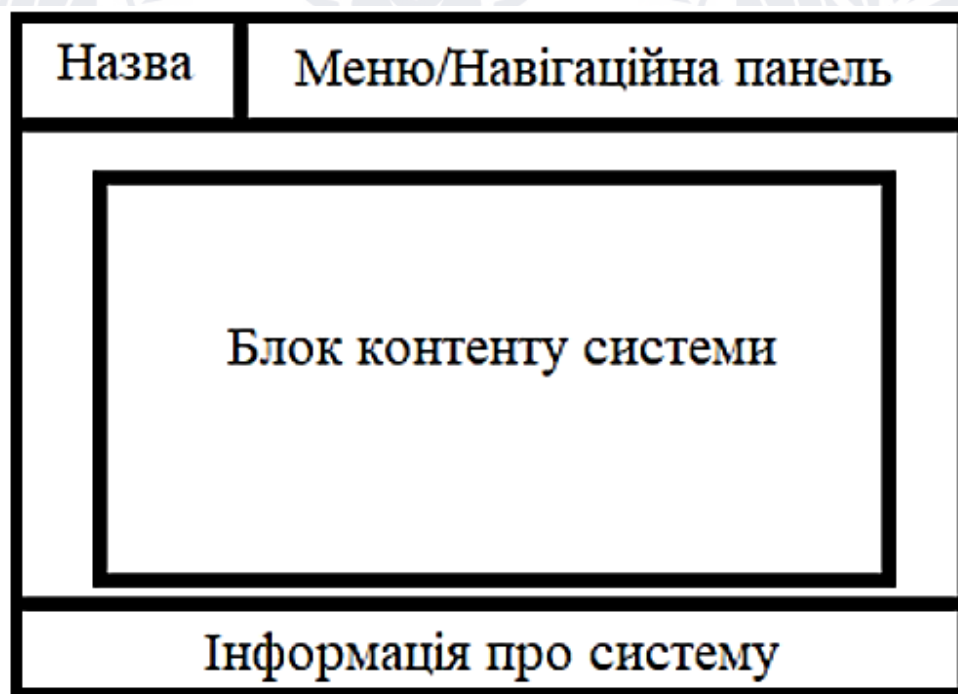 Назва
Меню/Навігаційна панель
Блок контенту системи
Інформація про систему